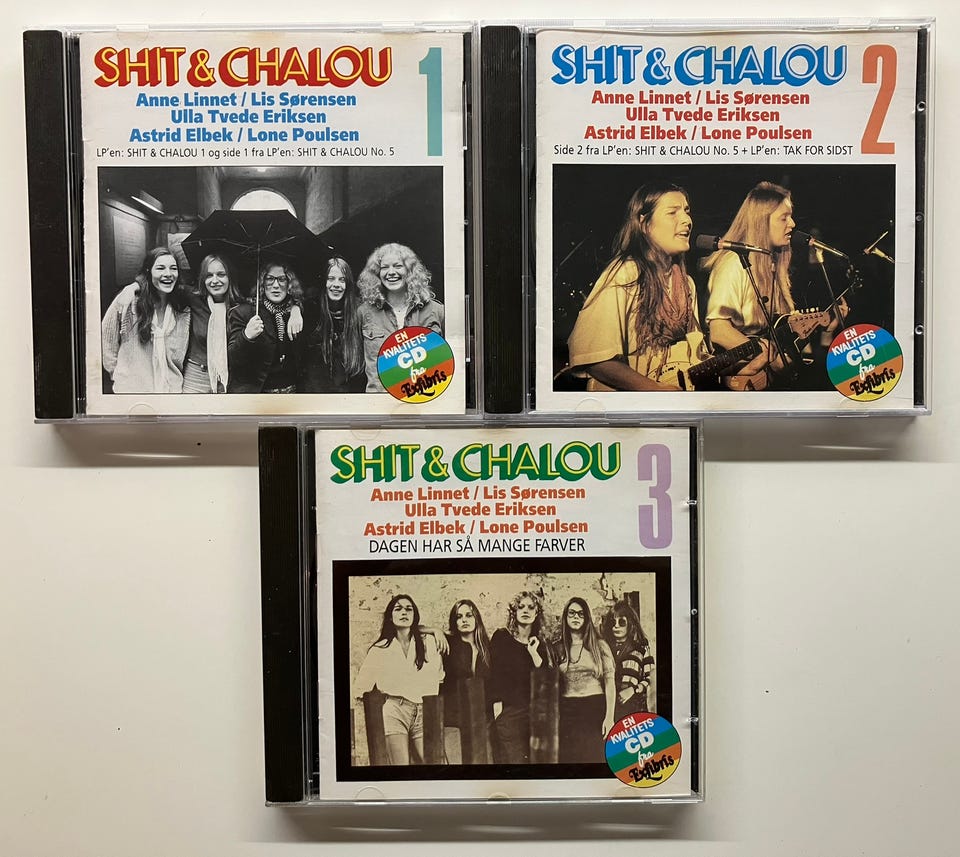 SHIT & CHALOU
1
Anne Linnet / Lis Sørensen
Ulla Tvede Eriksen
Astrid Elbek / Lone Poulsen
LP'en: SHIT & CHALOU 1 og side 1 fra LP'en: SHIT & CHALOU No. 5
EN
KVALITETS
CD
fra
Exlibris
SHIT & CHALOU
2
Anne Linnet / Lis Sørensen
Ulla Tvede Eriksen
Astrid Elbek / Lone Poulsen
Side 2 fra LP'en: SHIT & CHALOU No. 5 + LP'en: TAK FOR SIDST
EN
KVALITETS
CD
fra
Exlibris
SHIT & CHALOU
3
Anne Linnet / Lis Sørensen
Ulla Tvede Eriksen
Astrid Elbek / Lone Poulsen
DAGEN HAR SÅ MANGE FARVER
EN
KVALITETS
CD
fra
Exlibris